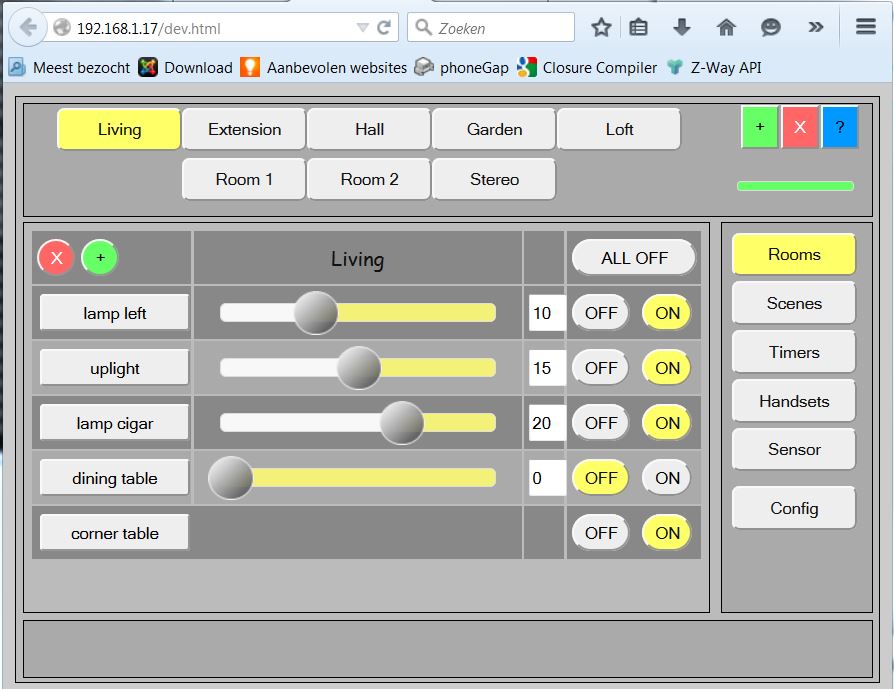 192.168.1.17/dev.html Zoeken
Meest bezocht Download Aanbevolen websites phoneGap Closure Compiler Z-Way API
Living Extension Hall Garden Loft + X ?
Room 1 Room 2 Stereo
X + Living ALL OFF
lamp left 10 OFF ON
uplight 15 OFF ON
lamp cigar 20 OFF ON
dining table 0 OFF ON
corner table OFF ON
Rooms
Scenes
Timers
Handsets
Sensor
Config